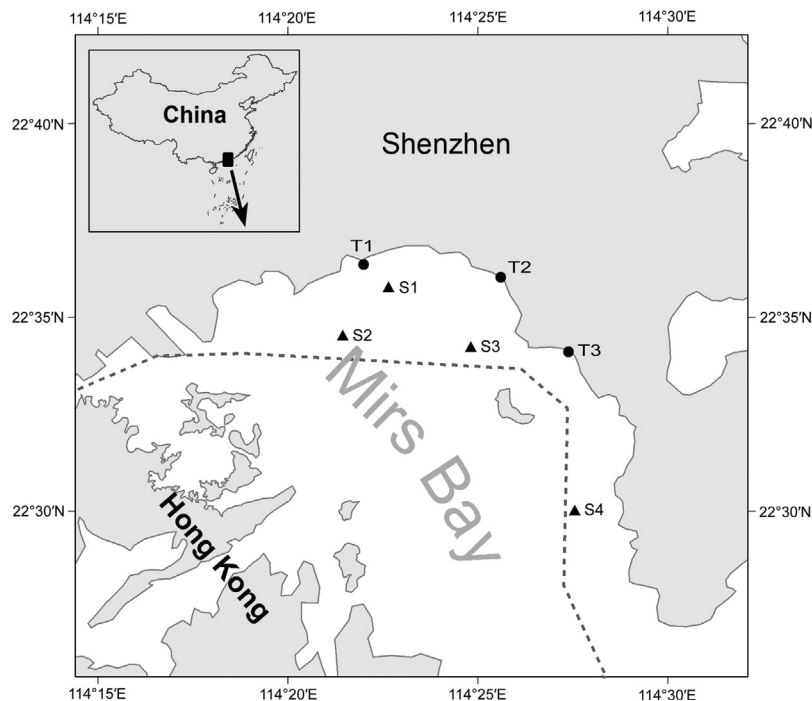 114°15'E 114°20'E 114°25'E 114°30'E
China
22°40'N 22°40'N
Shenzhen
T1
T2
S1
22°35'N 22°35'N
S2
S3
T3
Mirs Bay
22°30'N 22°30'N
S4
Hong Kong
114°15'E 114°20'E 114°25'E 114°30'E